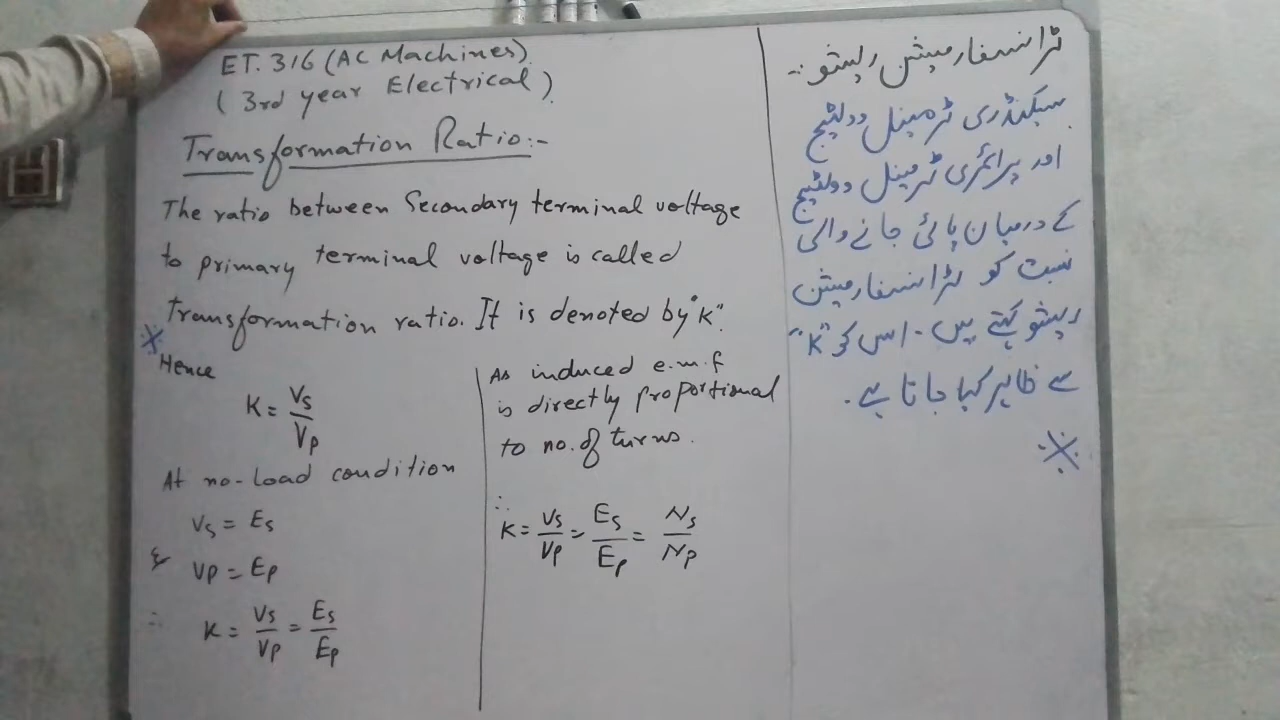 ET.316 (AC Machines)
(3rd year Electrical)
Transformation Ratio:-
The ratio between Secondary terminal voltage
to primary terminal voltage is called
transformation ratio. It is denoted by "K".
Hence
K = Vs/Vp
At no-Load condition
Vs = Es
& Vp = Ep
∴ K = Vs/Vp = Es/Ep
As induced e.m.f
is directly proportional
to no. of turns.
∴
K = Vs/Vp = Es/Ep = Ns/Np
ٹرانسفارمیشن ریشو:-
سیکنڈری ٹرمینل وولٹیج
اور پرائمری ٹرمینل وولٹیج
کے درمیان پائی جانے والی
نسبت کو ٹرانسفارمیشن
ریشو کہتے ہیں۔ اس کو "K"
سے ظاہر کیا جاتا ہے۔